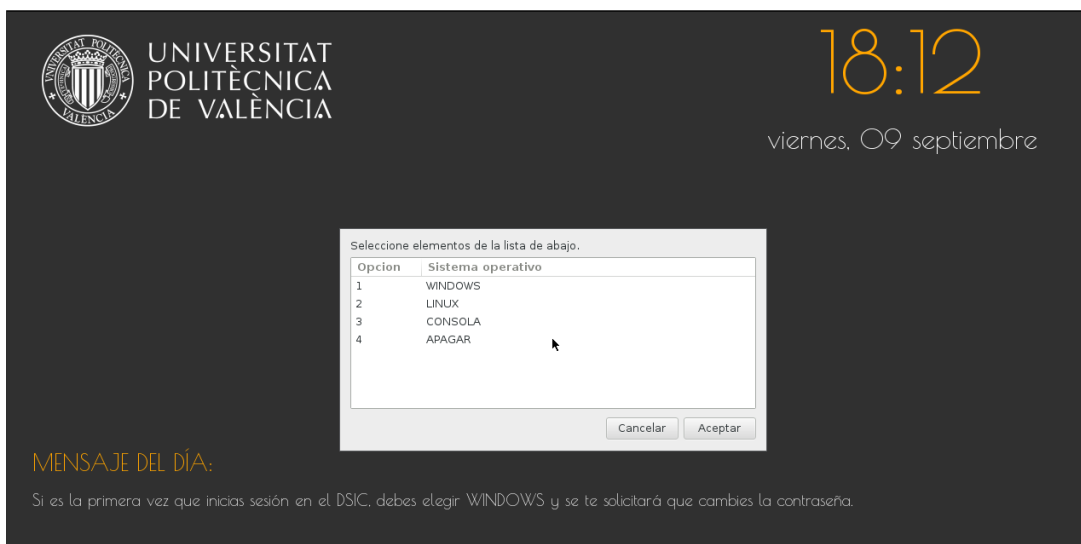 UNIVERSITAT
POLITÈCNICA
DE VALÈNCIA
18:12
viernes, 09 septiembre
Seleccione elementos de la lista de abajo.
Opcion Sistema operativo
1 WINDOWS
2 LINUX
3 CONSOLA
4 APAGAR
Cancelar Aceptar
MENSAJE DEL DÍA:
Si es la primera vez que inicias sesión en el DSIC, debes elegir WINDOWS y se te solicitará que cambies la contraseña.